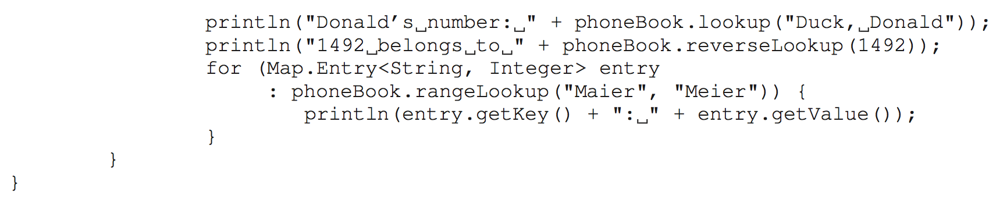 println("Donald’s␣number:␣" + phoneBook.lookup("Duck,␣Donald"));
println("1492␣belongs␣to␣" + phoneBook.reverseLookup(1492));
for (Map.Entry<String, Integer> entry
: phoneBook.rangeLookup("Maier", "Meier")) {
println(entry.getKey() + ":␣" + entry.getValue());
}
}
}